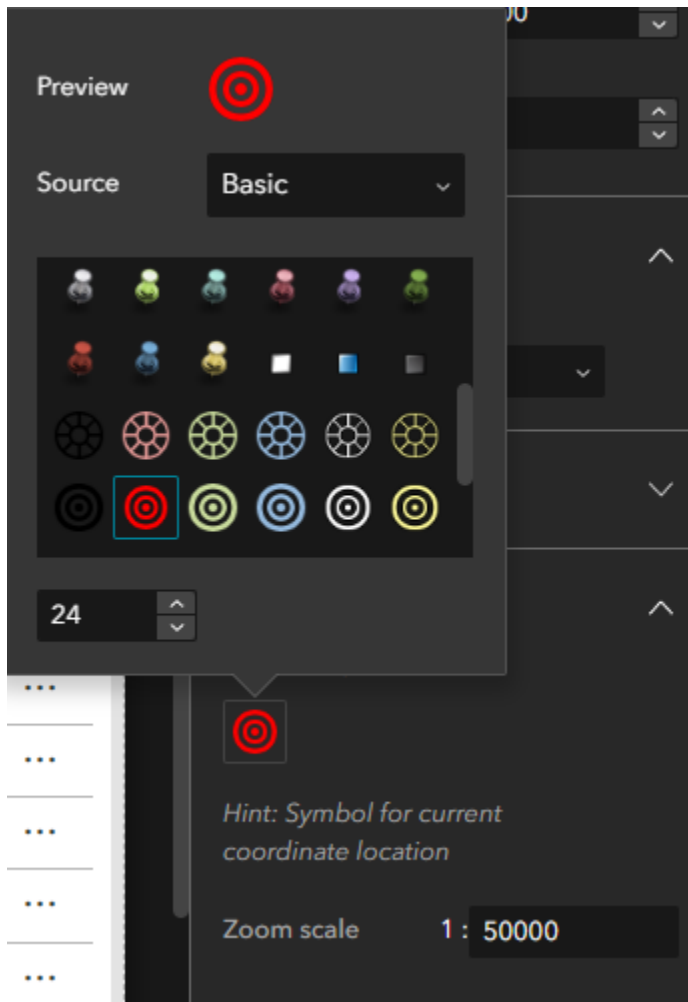 Preview
Source
Basic
24
Hint: Symbol for current
coordinate location
Zoom scale
1 : 50000